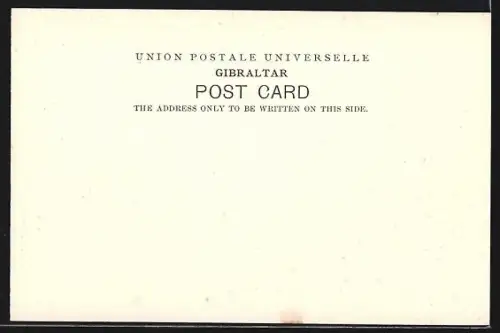 UNION POSTALE UNIVERSELLE
GIBRALTAR
POST CARD
THE ADDRESS ONLY TO BE WRITTEN ON THIS SIDE.